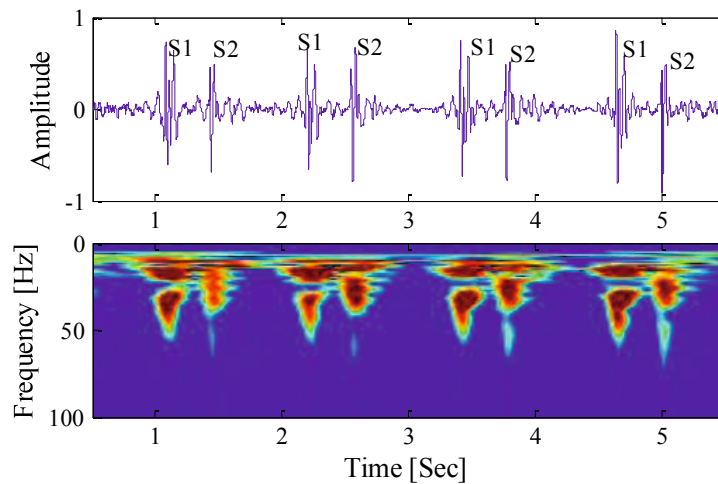 1
S1 S2 S1 S2 S1 S2 S1 S2
Amplitude
0
-1
1 2 3 4 5
0
Frequency [Hz]
50
100
1 2 3 4 5
Time [Sec]